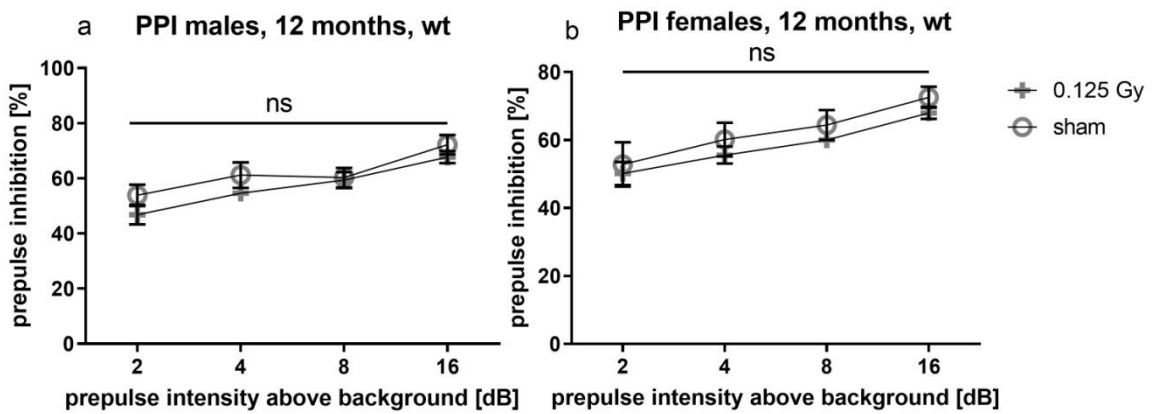 a
PPI males, 12 months, wt
prepulse inhibition [%]
100
80
60
40
20
0
ns
2 4 8 16
prepulse intensity above background [dB]
b
PPI females, 12 months, wt
prepulse inhibition [%]
80
60
40
20
0
ns
2 4 8 16
prepulse intensity above background [dB]
0.125 Gy
sham